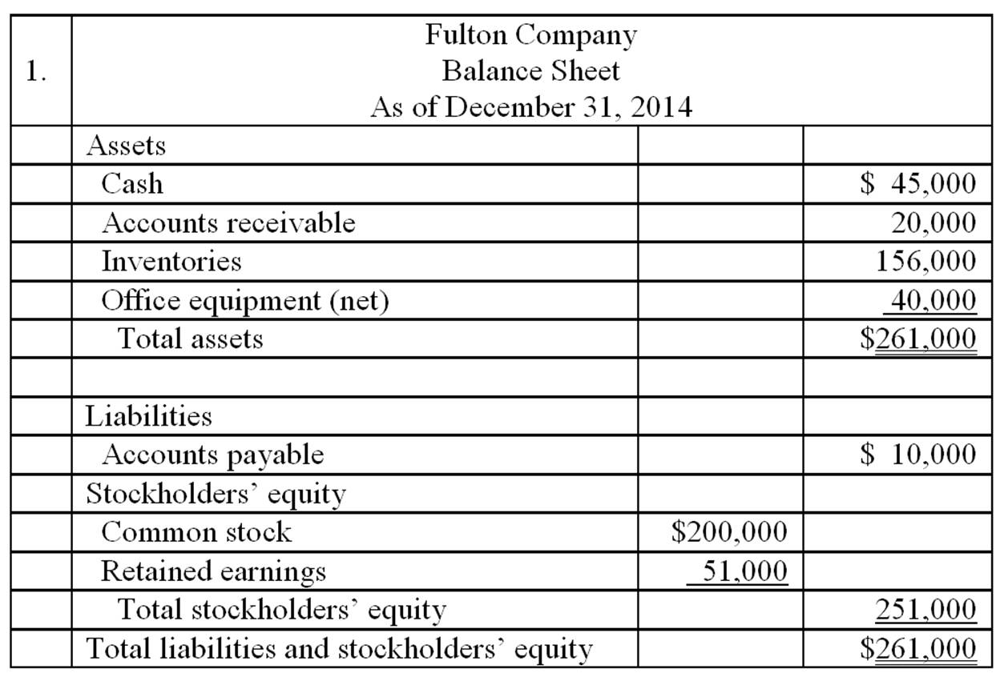 1.
Fulton Company
Balance Sheet
As of December 31, 2014
Assets
Cash $ 45,000
Accounts receivable 20,000
Inventories 156,000
Office equipment (net) 40,000
Total assets $261,000
Liabilities
Accounts payable $ 10,000
Stockholders’ equity
Common stock $200,000
Retained earnings 51,000
Total stockholders’ equity 251,000
Total liabilities and stockholders’ equity $261,000